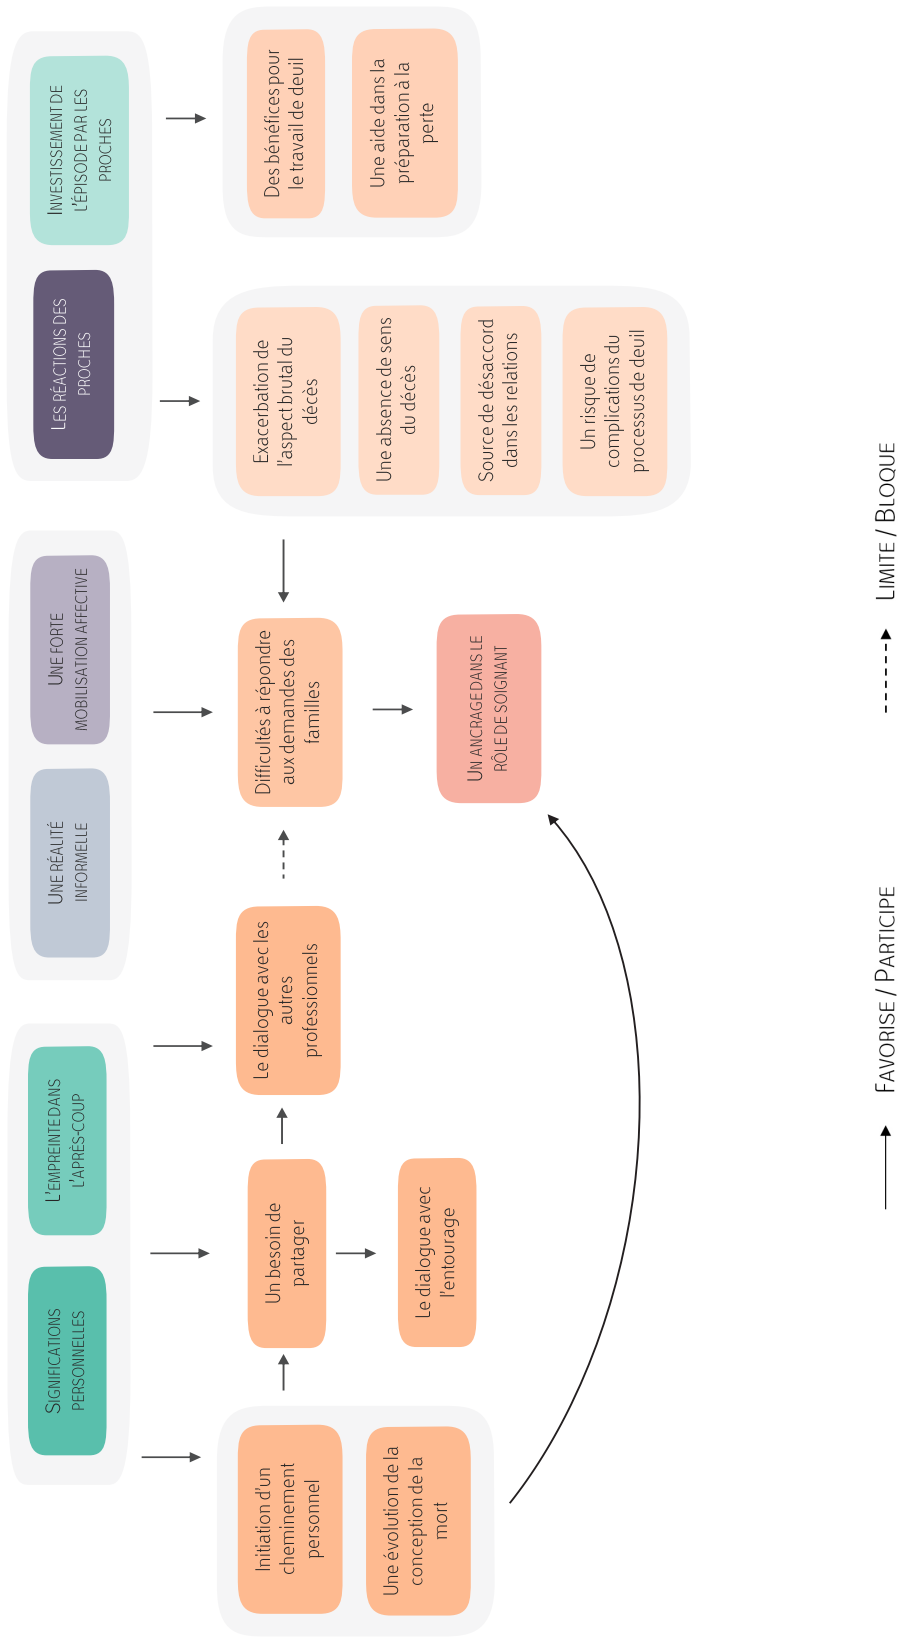 SIGNIFICATIONS
PERSONNELLES
L'EMPREINTE DANS
L'APRÈS-COUP
UNE RÉALITÉ
INFORMELLE
UNE FORTE
MOBILISATION AFFECTIVE
LES RÉACTIONS DES
PROCHES
INVESTISSEMENT DE
L'ÉPISODE PAR LES
PROCHES
Initiation d'un
cheminement
personnel
Une évolution de la
conception de la
mort
Un besoin de
partager
Le dialogue avec
l'entourage
Le dialogue avec les
autres
professionnels
Difficultés à répondre
aux demandes des
familles
UN ANCRAGE DANS LE
RÔLE DE SOIGNANT
Exacerbation de
l'aspect brutal du
décès
Une absence de sens
du décès
Source de désaccord
dans les relations
Un risque de
complications du
processus de deuil
Des bénéfices pour
le travail de deuil
Une aide dans la
préparation à la
perte
FAVORISE / PARTICIPE
LIMITE / BLOQUE